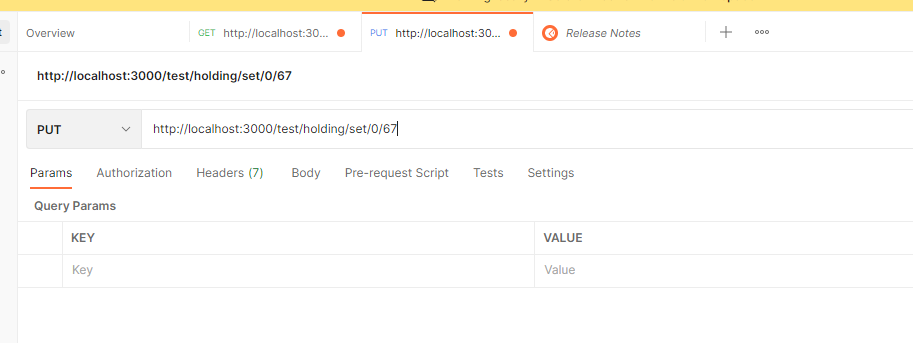 Overview GET http://localhost:30... PUT http://localhost:30... Release Notes
http://localhost:3000/test/holding/set/0/67
PUT http://localhost:3000/test/holding/set/0/67
Params Authorization Headers (7) Body Pre-request Script Tests Settings
Query Params
KEY VALUE
Key Value